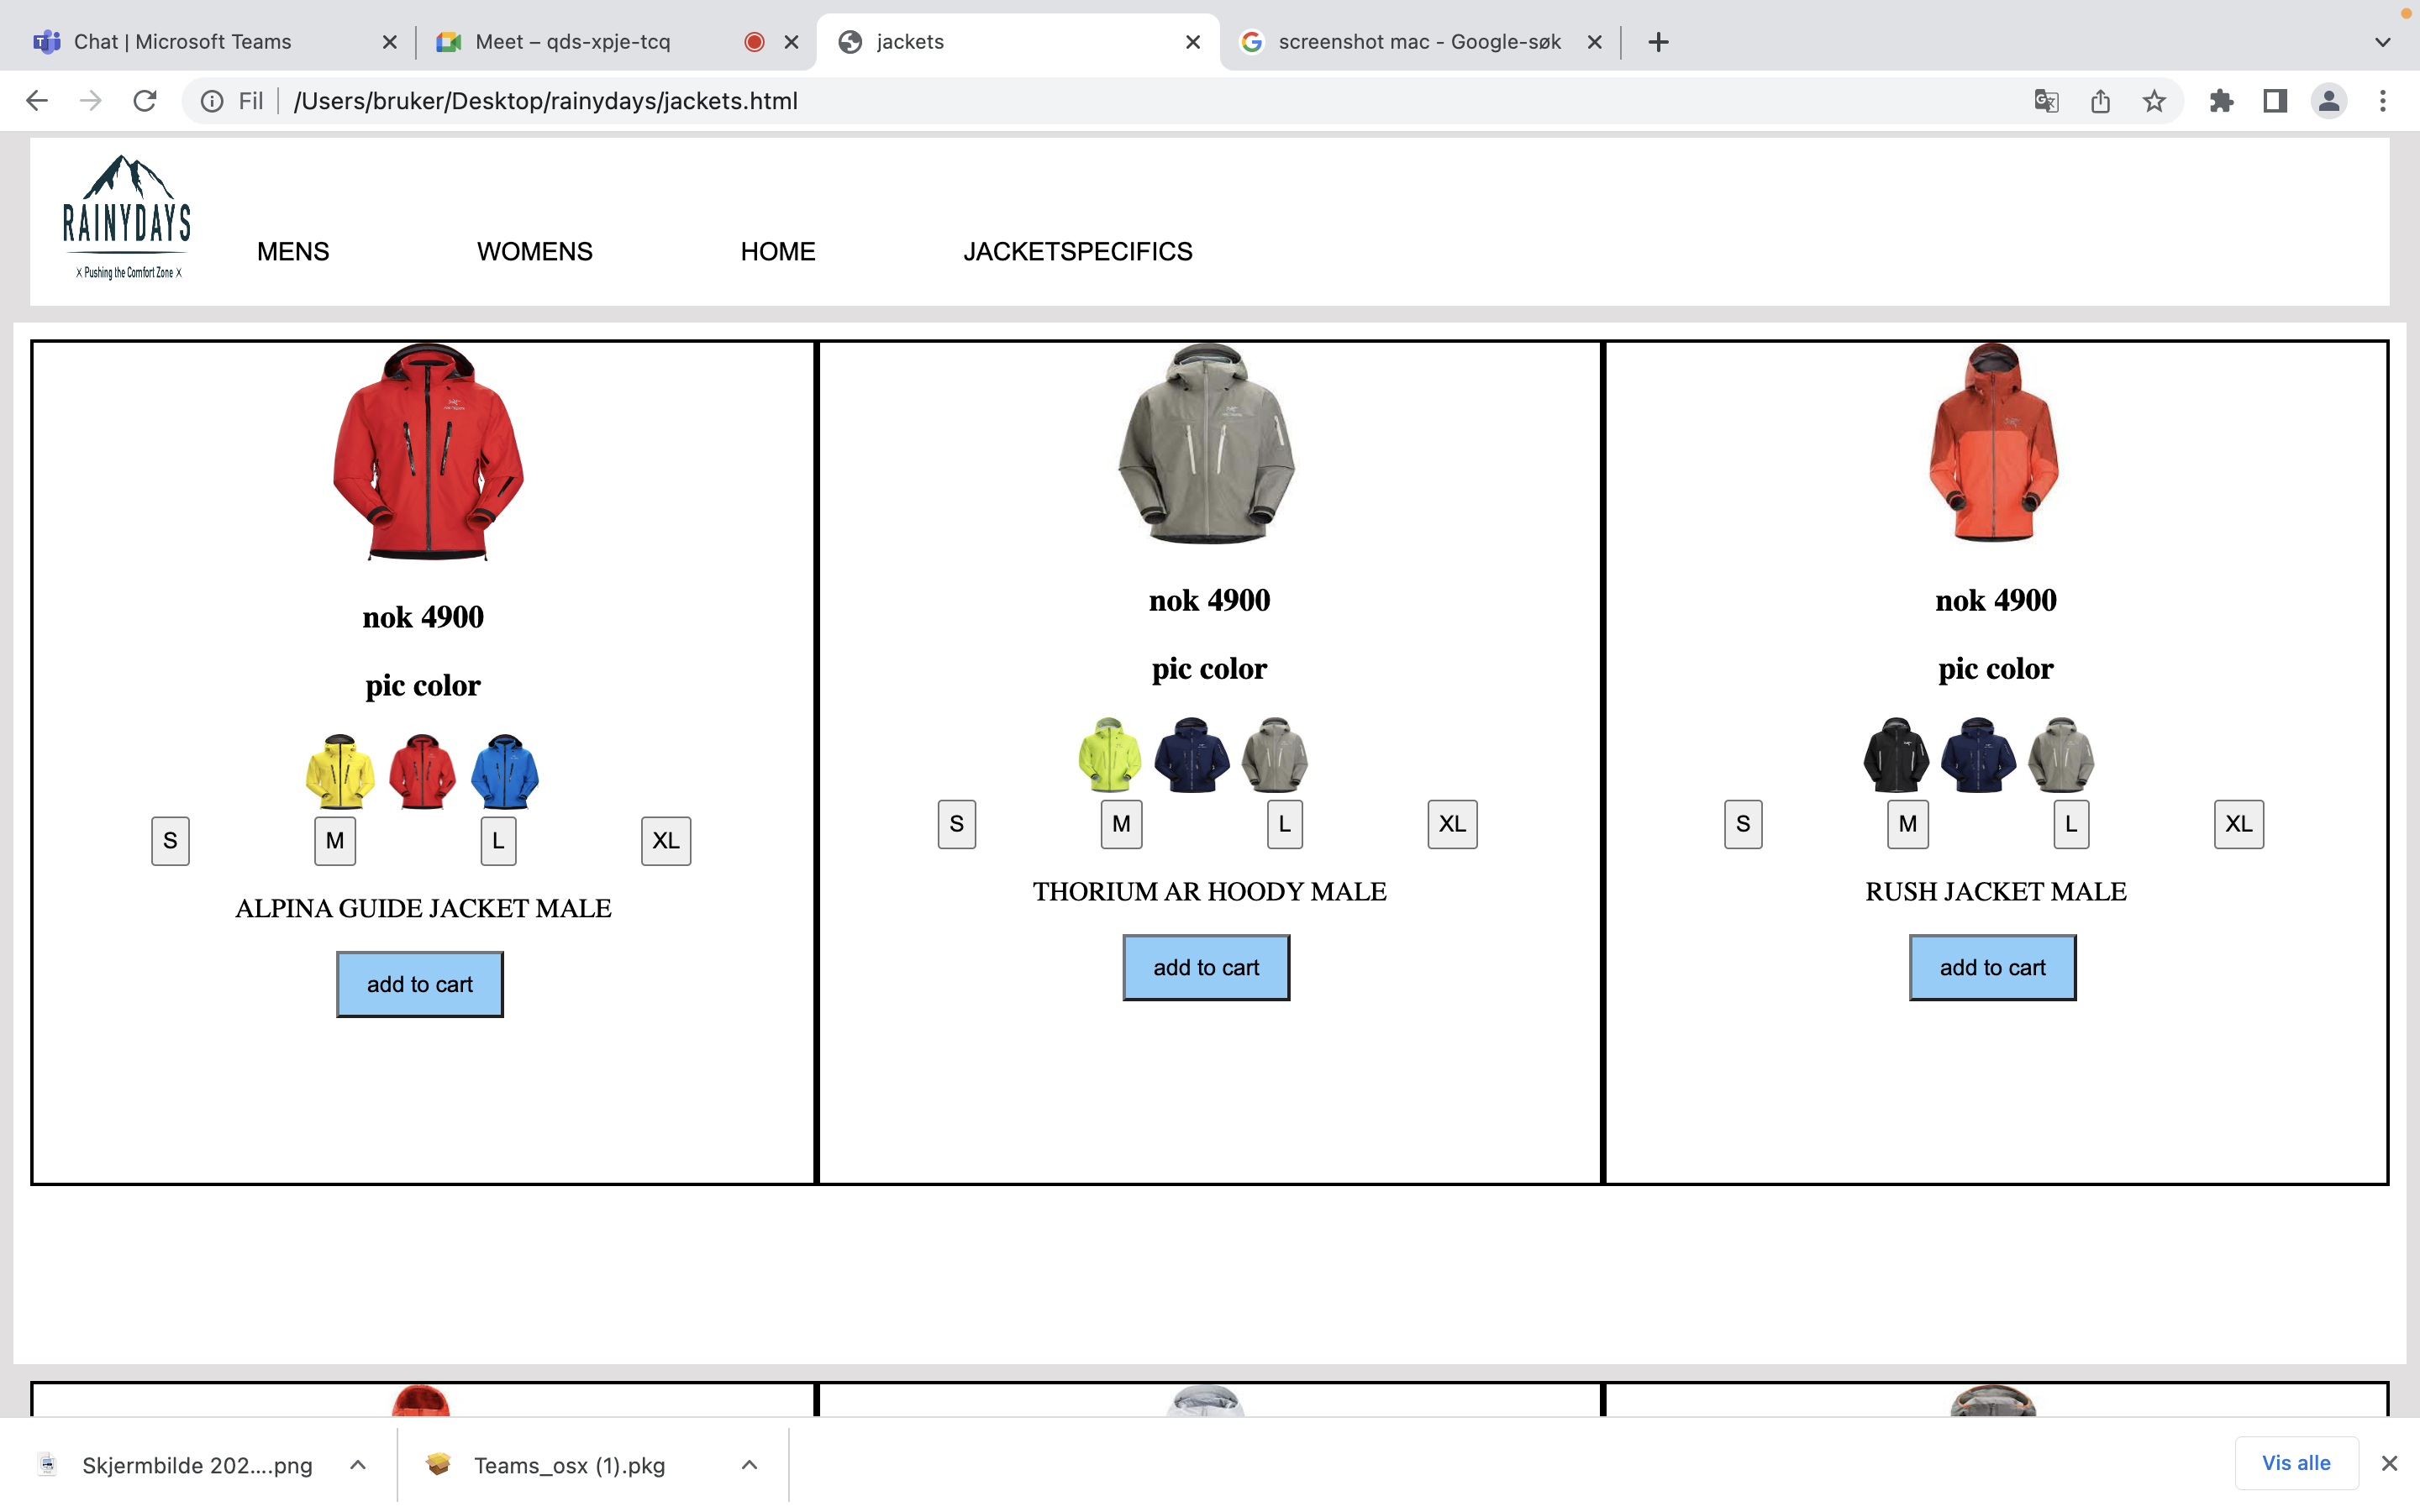 Chat | Microsoft Teams
Meet – qds-xpje-tcq
jackets
screenshot mac - Google-søk
Fil
/Users/bruker/Desktop/rainydays/jackets.html
RAINYDAYS
X Pushing the Comfort Zone X
MENS
WOMENS
HOME
JACKETSPECIFICS
nok 4900
pic color
S
M
L
XL
ALPINA GUIDE JACKET MALE
add to cart
nok 4900
pic color
S
M
L
XL
THORIUM AR HOODY MALE
add to cart
nok 4900
pic color
S
M
L
XL
RUSH JACKET MALE
add to cart
Skjermbilde 202....png
Teams_osx (1).pkg
Vis alle